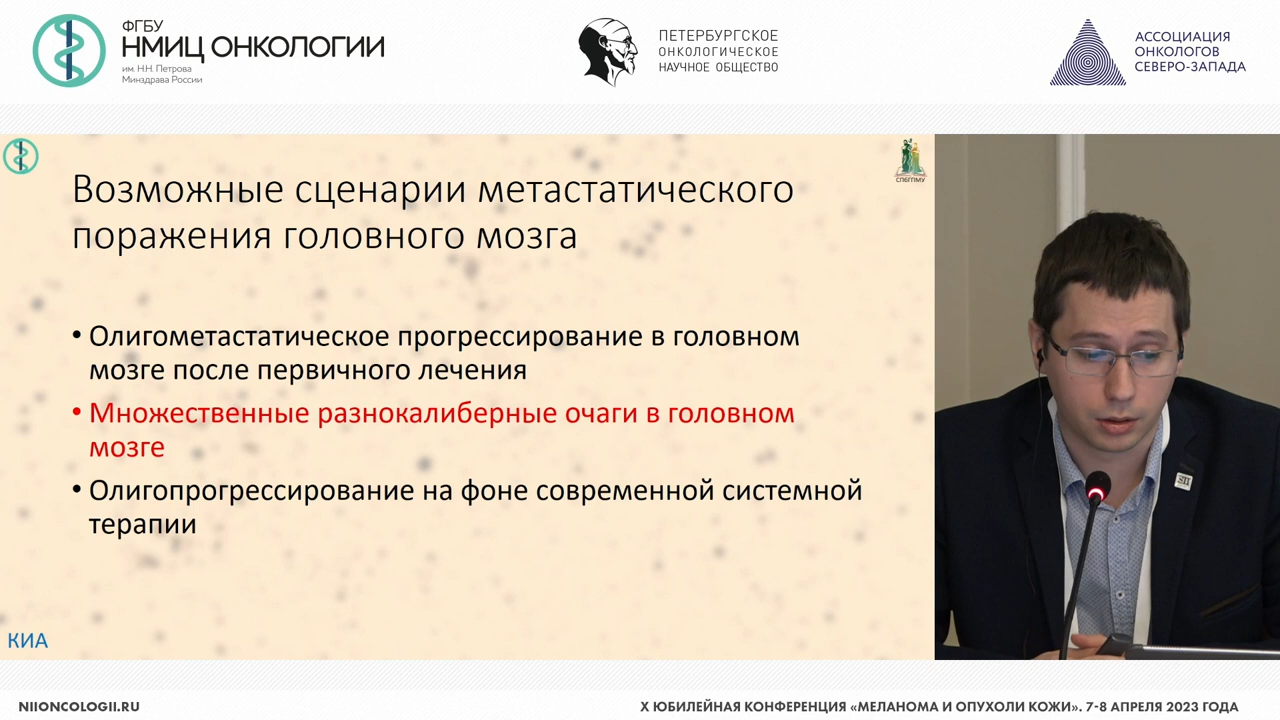 ФГБУ
НМИЦ ОНКОЛОГИИ
им. Н.Н. Петрова
Минздрава России
ПЕТЕРБУРГСКОЕ
ОНКОЛОГИЧЕСКОЕ
НАУЧНОЕ ОБЩЕСТВО
АССОЦИАЦИЯ
ОНКОЛОГОВ
СЕВЕРО-ЗАПАДА
СПбГПМУ
Возможные сценарии метастатического
поражения головного мозга
• Олигометастатическое прогрессирование в головном
мозге после первичного лечения
• Множественные разнокалиберные очаги в головном
мозге
• Олигопрогрессирование на фоне современной системной
терапии
КИА
NIIONCOLOGII.RU
X ЮБИЛЕЙНАЯ КОНФЕРЕНЦИЯ «МЕЛАНОМА И ОПУХОЛИ КОЖИ». 7-8 АПРЕЛЯ 2023 ГОДА